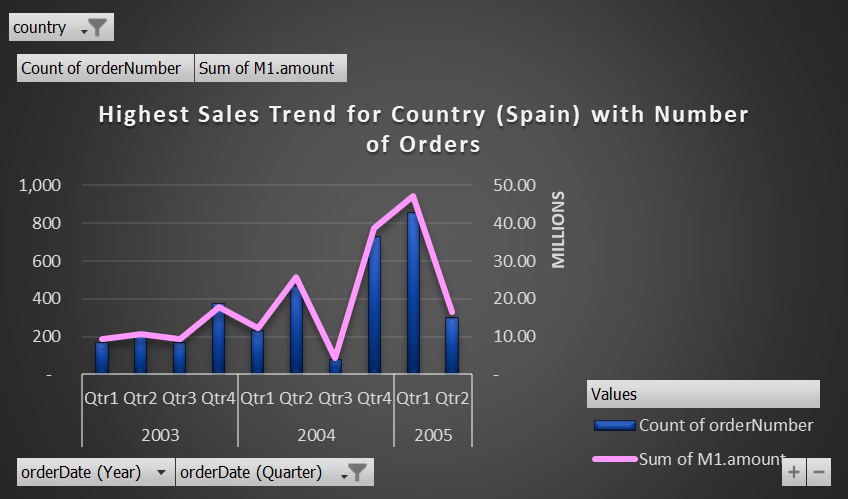 country
Count of orderNumber Sum of M1.amount
Highest Sales Trend for Country (Spain) with Number
of Orders
1,000 50.00
800 40.00
600 30.00
400 20.00
200 10.00
- -
MILLIONS
Qtr1 Qtr2 Qtr3 Qtr4 Qtr1 Qtr2 Qtr3 Qtr4 Qtr1 Qtr2
2003 2004 2005
Values
Count of orderNumber
Sum of M1.amount
orderDate (Year) orderDate (Quarter)
+ −